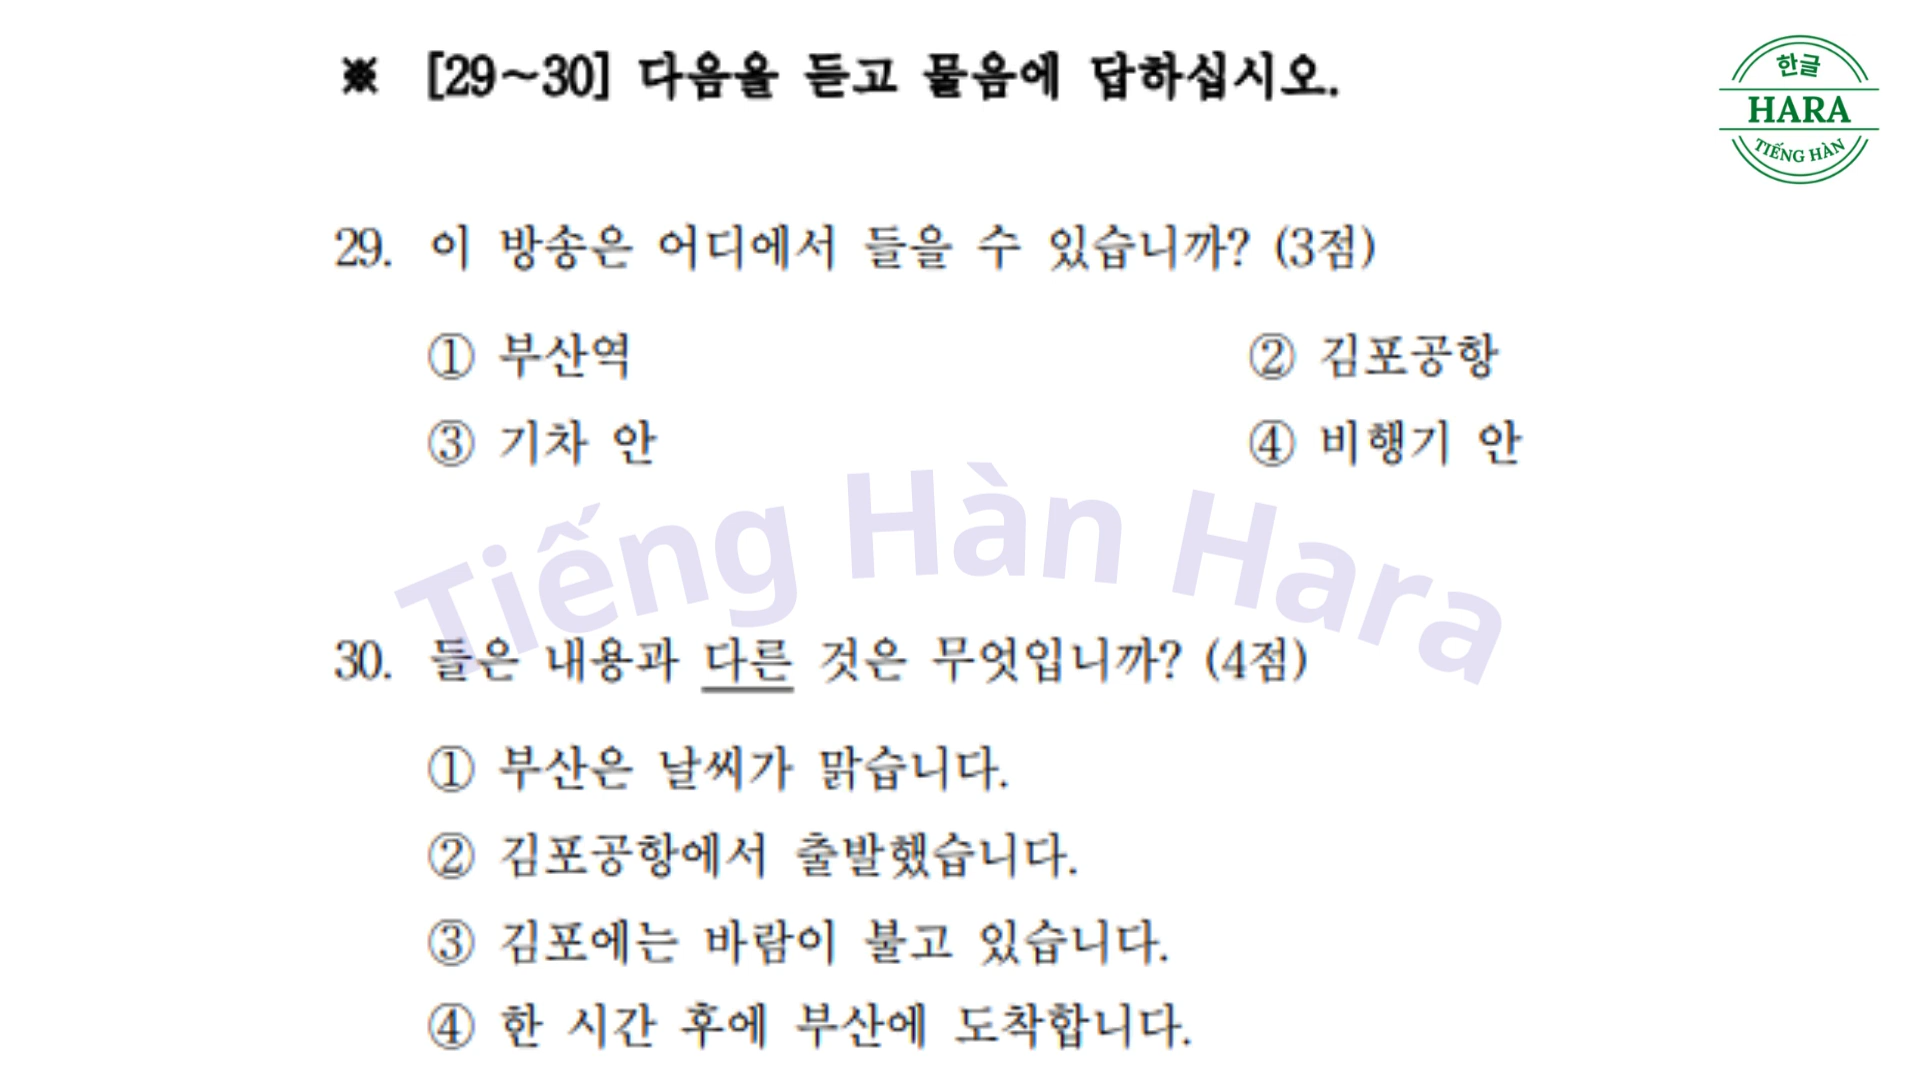 ※ [29～30] 다음을 듣고 물음에 답하십시오.
한글
HARA
TIẾNG HÀN
29. 이 방송은 어디에서 들을 수 있습니까? (3점)
① 부산역 ② 김포공항
③ 기차 안 ④ 비행기 안
Tiếng Hàn Hara
30. 들은 내용과 다른 것은 무엇입니까? (4점)
① 부산은 날씨가 맑습니다.
② 김포공항에서 출발했습니다.
③ 김포에는 바람이 불고 있습니다.
④ 한 시간 후에 부산에 도착합니다.